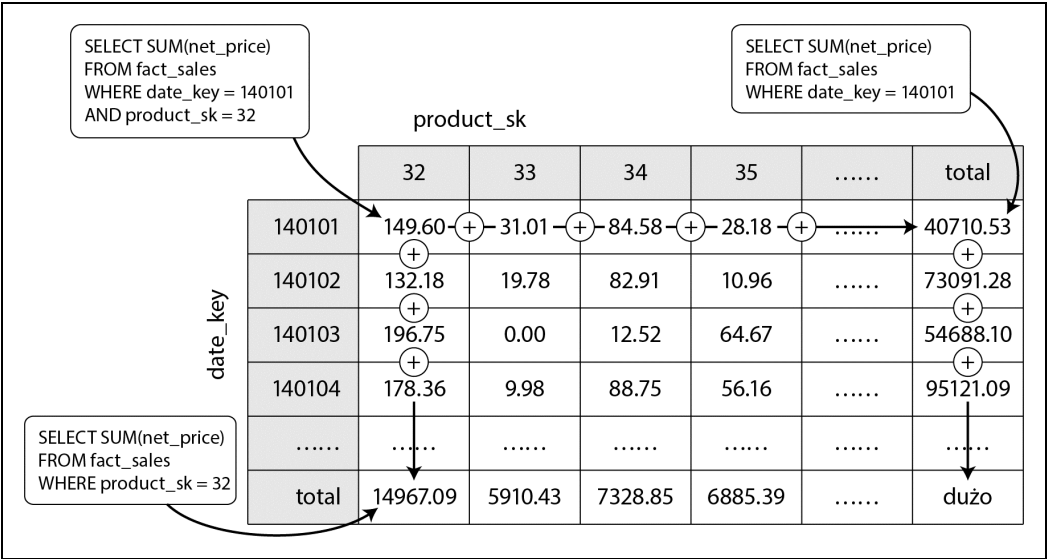 SELECT SUM(net_price)
FROM fact_sales
WHERE date_key = 140101
AND product_sk = 32
SELECT SUM(net_price)
FROM fact_sales
WHERE date_key = 140101
product_sk
32 33 34 35 …… total
140101 149.60 + 31.01 + 84.58 + 28.18 + …… 40710.53
+ +
140102 132.18 19.78 82.91 10.96 …… 73091.28
+ +
140103 196.75 0.00 12.52 64.67 …… 54688.10
+ +
140104 178.36 9.98 88.75 56.16 …… 95121.09
…… …… …… …… …… …… ……
total 14967.09 5910.43 7328.85 6885.39 …… dużo
date_key
SELECT SUM(net_price)
FROM fact_sales
WHERE product_sk = 32